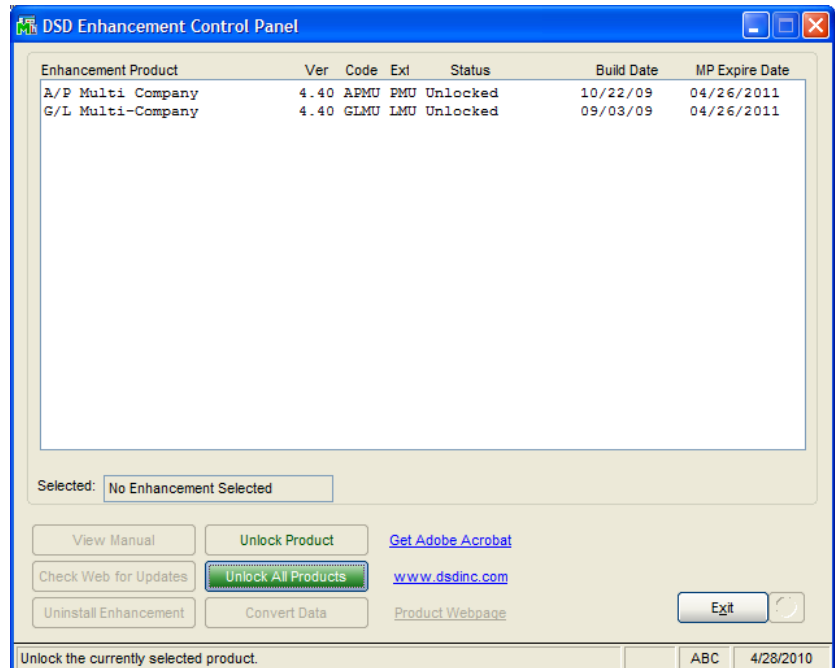 DSD Enhancement Control Panel
Enhancement Product Ver Code Ext Status Build Date MP Expire Date
A/P Multi Company 4.40 APMU PMU Unlocked 10/22/09 04/26/2011
G/L Multi-Company 4.40 GLMU LMU Unlocked 09/03/09 04/26/2011
Selected: No Enhancement Selected
View Manual Unlock Product Get Adobe Acrobat
Check Web for Updates Unlock All Products www.dsdinc.com
Uninstall Enhancement Convert Data Product Webpage Exit
Unlock the currently selected product. ABC 4/28/2010